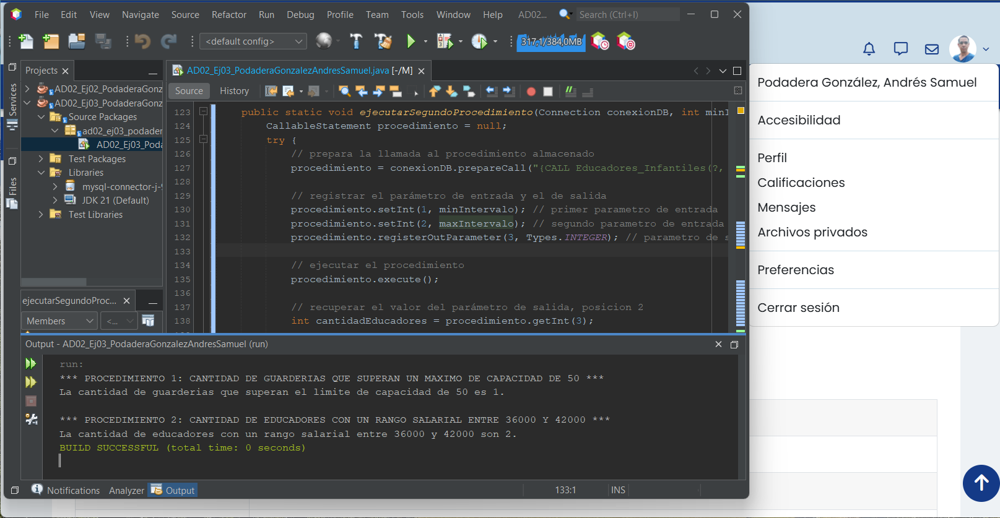 File Edit View Navigate Source Refactor Run Debug Profile Team Tools Window Help AD02... Search (Ctrl+I)
<default config> 317,1/384,0MB
Projects
AD02_Ej02_PodaderaGonz
AD02_Ej03_PodaderaGonz
Source Packages
ad02_ej03_podader
AD02_Ej03_Poda
Test Packages
Libraries
mysql-connector-j-9
JDK 21 (Default)
Test Libraries
Services
Files
ejecutarSegundoProc...
Members <...
AD02_Ej03_PodaderaGonzalezAndresSamuel.java [-/M]
Source History
123 public static void ejecutarSegundoProcedimiento(Connection conexionDB, int minI
124 CallableStatement procedimiento = null;
125 try {
126 // prepara la llamada al procedimiento almacenado
127 procedimiento = conexionDB.prepareCall("{CALL Educadores_Infantiles(?,
128
129 // registrar el parámetro de entrada y el de salida
130 procedimiento.setInt(1, minIntervalo); // primer parametro de entrada
131 procedimiento.setInt(2, maxIntervalo); // segundo parametro de entrada
132 procedimiento.registerOutParameter(3, Types.INTEGER); // parametro de s
133
134 // ejecutar el procedimiento
135 procedimiento.execute();
136
137 // recuperar el valor del parámetro de salida, posicion 2
138 int cantidadEducadores = procedimiento.getInt(3);
Output - AD02_Ej03_PodaderaGonzalezAndresSamuel (run)
run:
*** PROCEDIMIENTO 1: CANTIDAD DE GUARDERIAS QUE SUPERAN UN MAXIMO DE CAPACIDAD DE 50 ***
La cantidad de guarderias que superan el limite de capacidad de 50 es 1.
*** PROCEDIMIENTO 2: CANTIDAD DE EDUCADORES CON UN RANGO SALARIAL ENTRE 36000 Y 42000 ***
La cantidad de educadores con un rango salarial entre 36000 y 42000 son 2.
BUILD SUCCESSFUL (total time: 0 seconds)
Notifications Analyzer Output 133:1 INS
Podadera González, Andrés Samuel
Accesibilidad
Perfil
Calificaciones
Mensajes
Archivos privados
Preferencias
Cerrar sesión